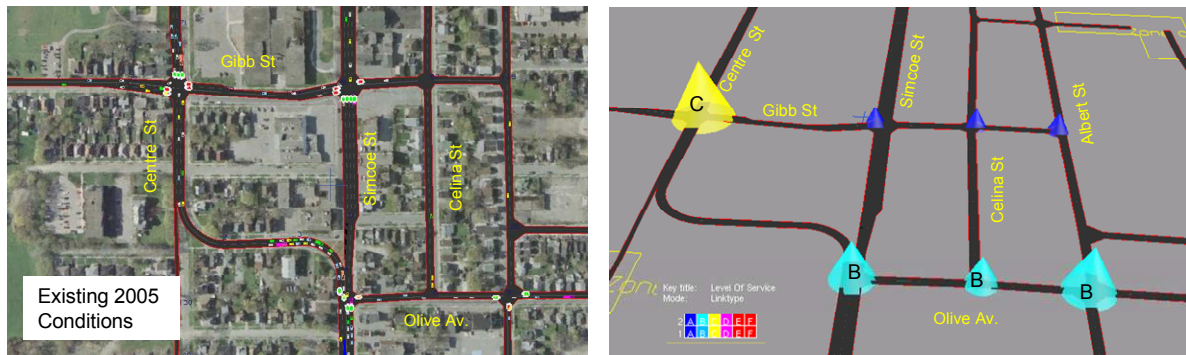 Gibb St
Centre St
Simcoe St
Celina St
Olive Av.
Existing 2005
Conditions
Centre St
Simcoe St
Gibb St
Albert St
Celina St
Olive Av.
C
B
B
B
Key title: Level Of Service
Mode: Linktype
2 A B C D E F
1 A B C D E F
zone